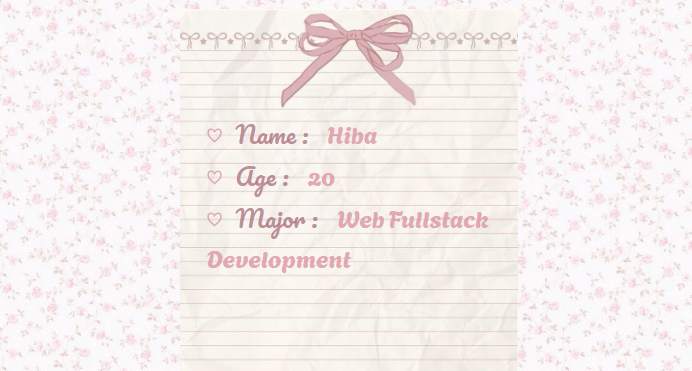 ♡ Name : Hiba
♡ Age : 20
♡ Major : Web Fullstack
Development